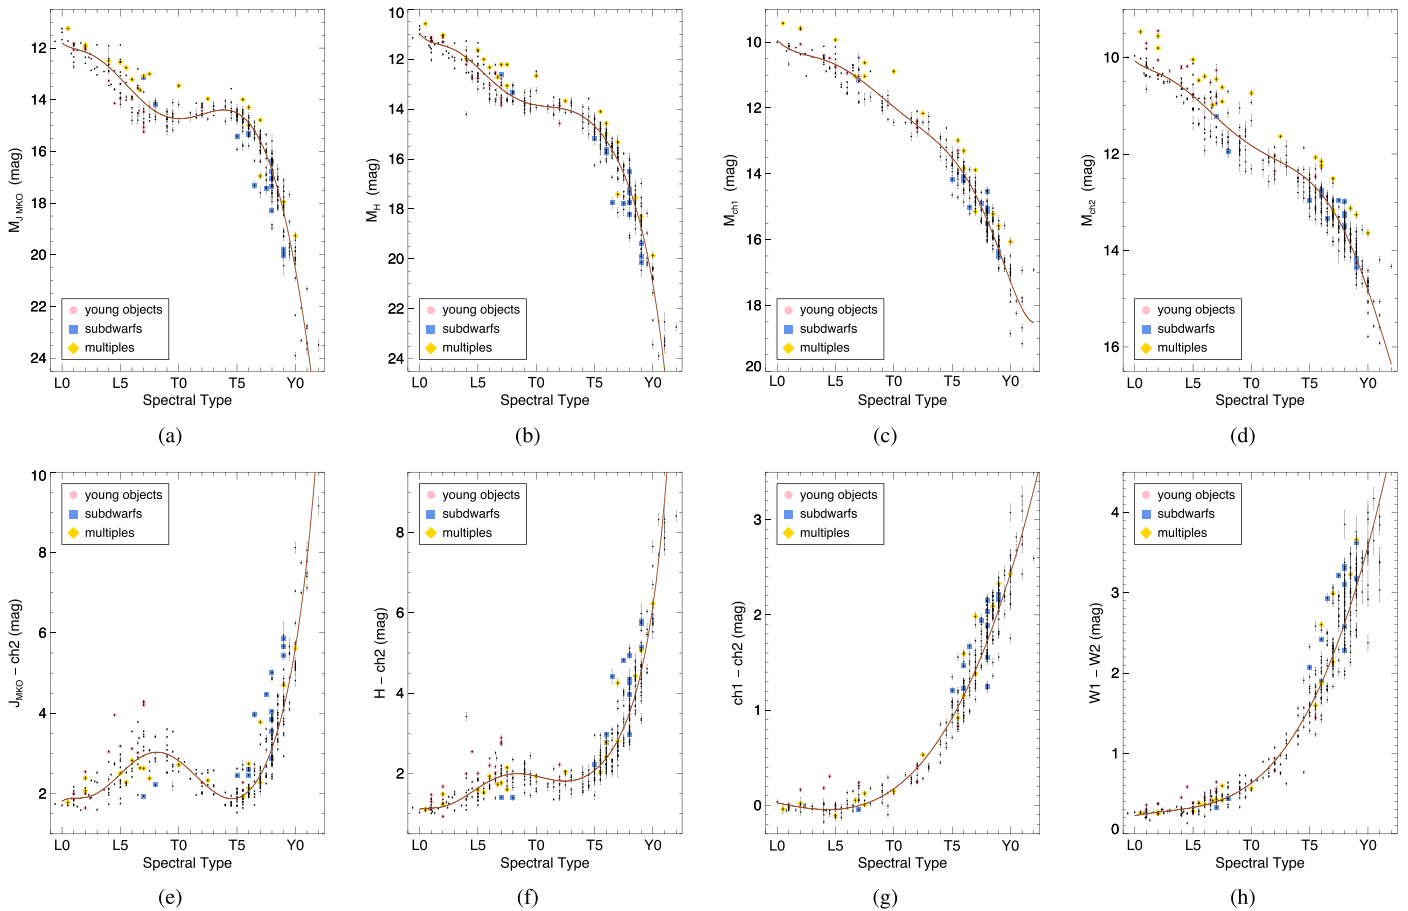 12
14
16
18
20
22
24
M_J MKO (mag)
young objects
subdwarfs
multiples
L0 L5 T0 T5 Y0
Spectral Type
(a)
10
12
14
16
18
20
22
24
M_H (mag)
young objects
subdwarfs
multiples
L0 L5 T0 T5 Y0
Spectral Type
(b)
10
12
14
16
18
20
M_ch1 (mag)
young objects
subdwarfs
multiples
L0 L5 T0 T5 Y0
Spectral Type
(c)
10
12
14
16
M_ch2 (mag)
young objects
subdwarfs
multiples
L0 L5 T0 T5 Y0
Spectral Type
(d)
10
8
6
4
2
J_MKO − ch2 (mag)
young objects
subdwarfs
multiples
L0 L5 T0 T5 Y0
Spectral Type
(e)
8
6
4
2
H − ch2 (mag)
young objects
subdwarfs
multiples
L0 L5 T0 T5 Y0
Spectral Type
(f)
3
2
1
0
ch1 − ch2 (mag)
young objects
subdwarfs
multiples
L0 L5 T0 T5 Y0
Spectral Type
(g)
4
3
2
1
0
W1 − W2 (mag)
young objects
subdwarfs
multiples
L0 L5 T0 T5 Y0
Spectral Type
(h)